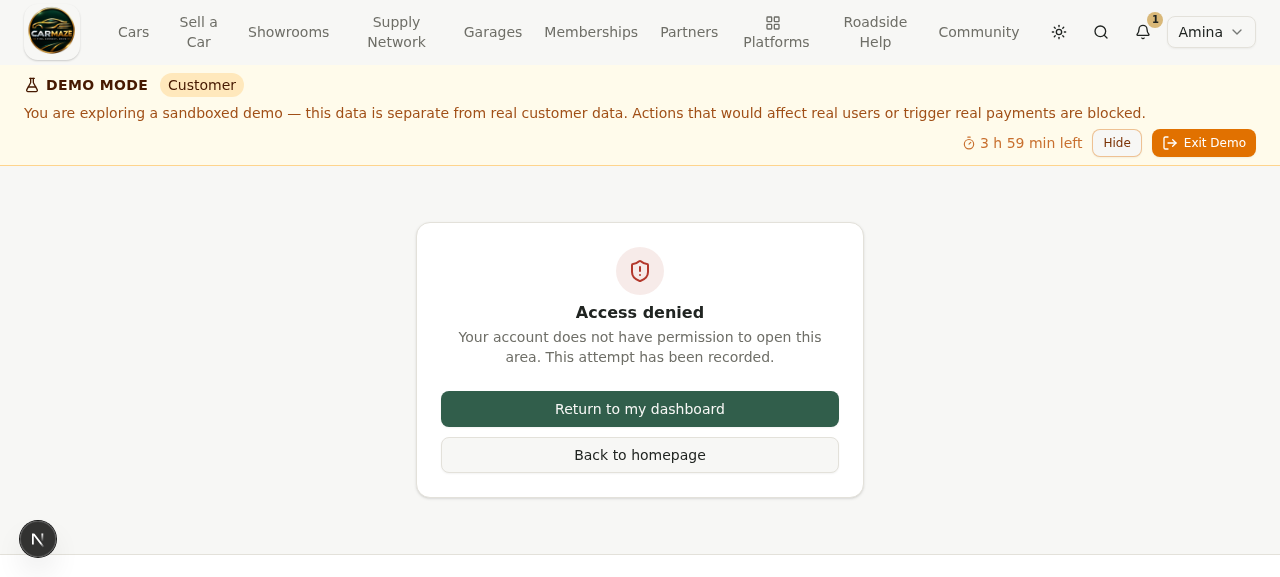 CARMAZE
Cars
Sell a
Car
Showrooms
Supply
Network
Garages
Memberships
Partners
Platforms
Roadside
Help
Community
1
Amina
DEMO MODE
Customer
You are exploring a sandboxed demo — this data is separate from real customer data. Actions that would affect real users or trigger real payments are blocked.
3 h 59 min left
Hide
Exit Demo
Access denied
Your account does not have permission to open this
area. This attempt has been recorded.
Return to my dashboard
Back to homepage
N